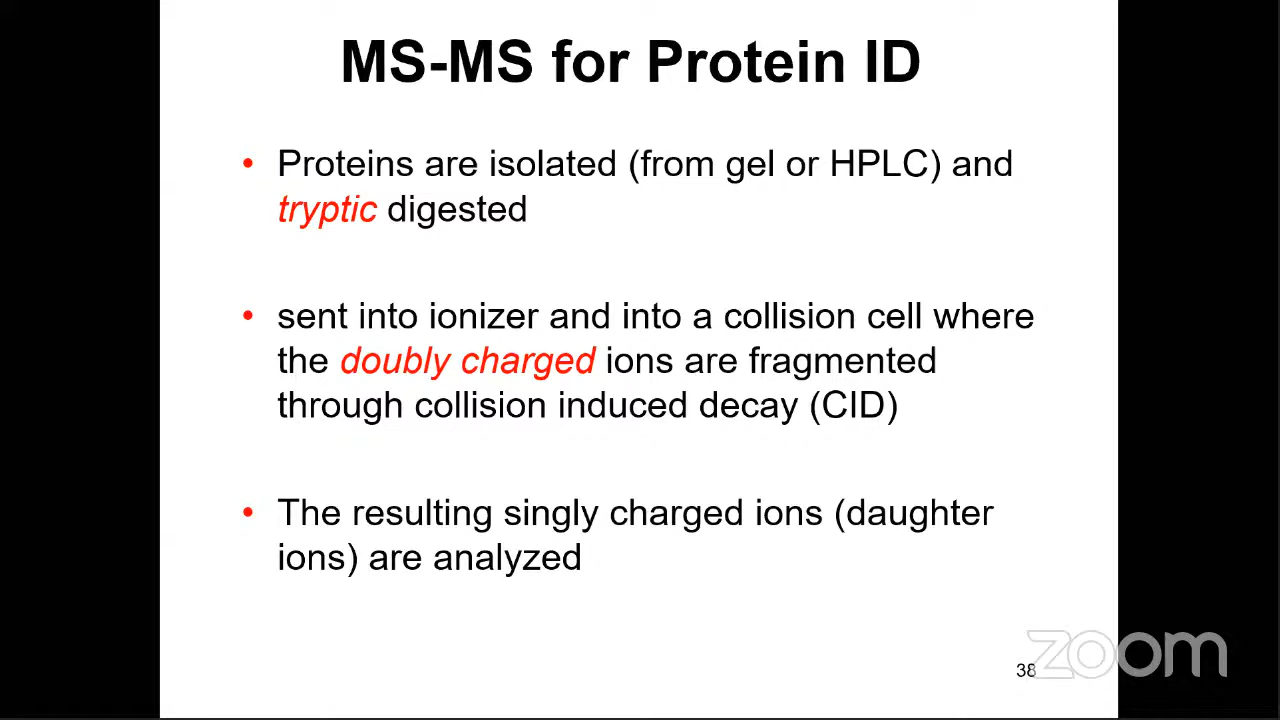 MS-MS for Protein ID
• Proteins are isolated (from gel or HPLC) and
tryptic digested
• sent into ionizer and into a collision cell where
the doubly charged ions are fragmented
through collision induced decay (CID)
• The resulting singly charged ions (daughter
ions) are analyzed
38
zoom